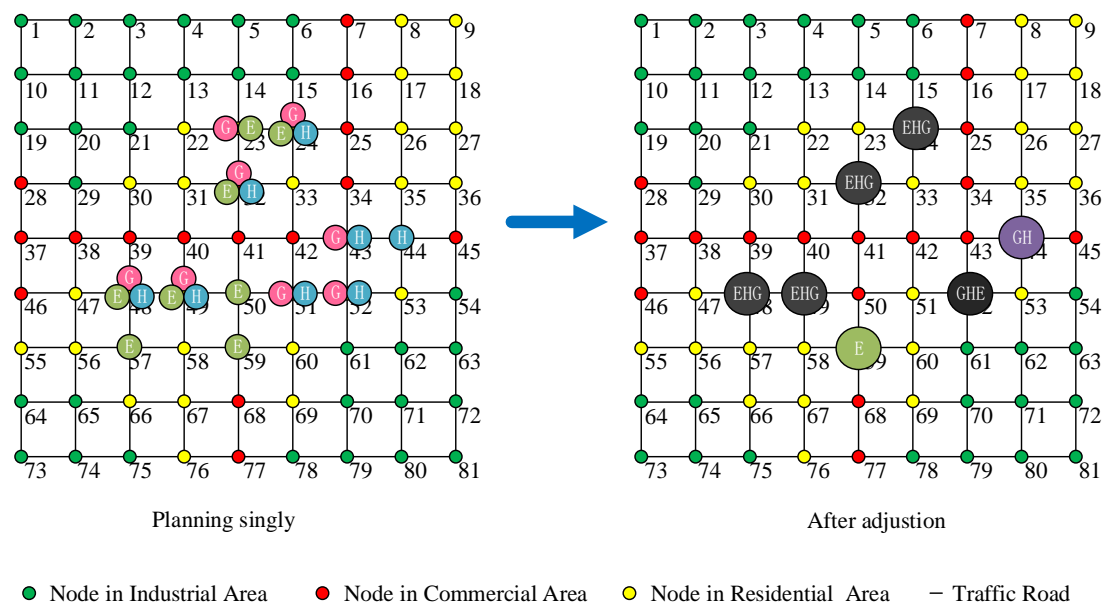 1 2 3 4 5 6 7 8 9
10 11 12 13 14 15 16 17 18
G
G E E H
19 20 21 22 23 24 25 26 27
G
E H
28 29 30 31 32 33 34 35 36
G H H
37 38 39 40 41 42 43 44 45
G G
E H E H E G H G H
46 47 48 49 50 51 52 53 54
E E
55 56 57 58 59 60 61 62 63
64 65 66 67 68 69 70 71 72
73 74 75 76 77 78 79 80 81
Planning singly
1 2 3 4 5 6 7 8 9
10 11 12 13 14 15 16 17 18
EHG
19 20 21 22 23 24 25 26 27
EHG
28 29 30 31 32 33 34 35 36
GH
37 38 39 40 41 42 43 44 45
EHG EHG GHE
46 47 50 51 53 54
E
55 56 57 58 59 60 61 62 63
64 65 66 67 68 69 70 71 72
73 74 75 76 77 78 79 80 81
After adjustion
Node in Industrial Area Node in Commercial Area Node in Residential Area Traffic Road